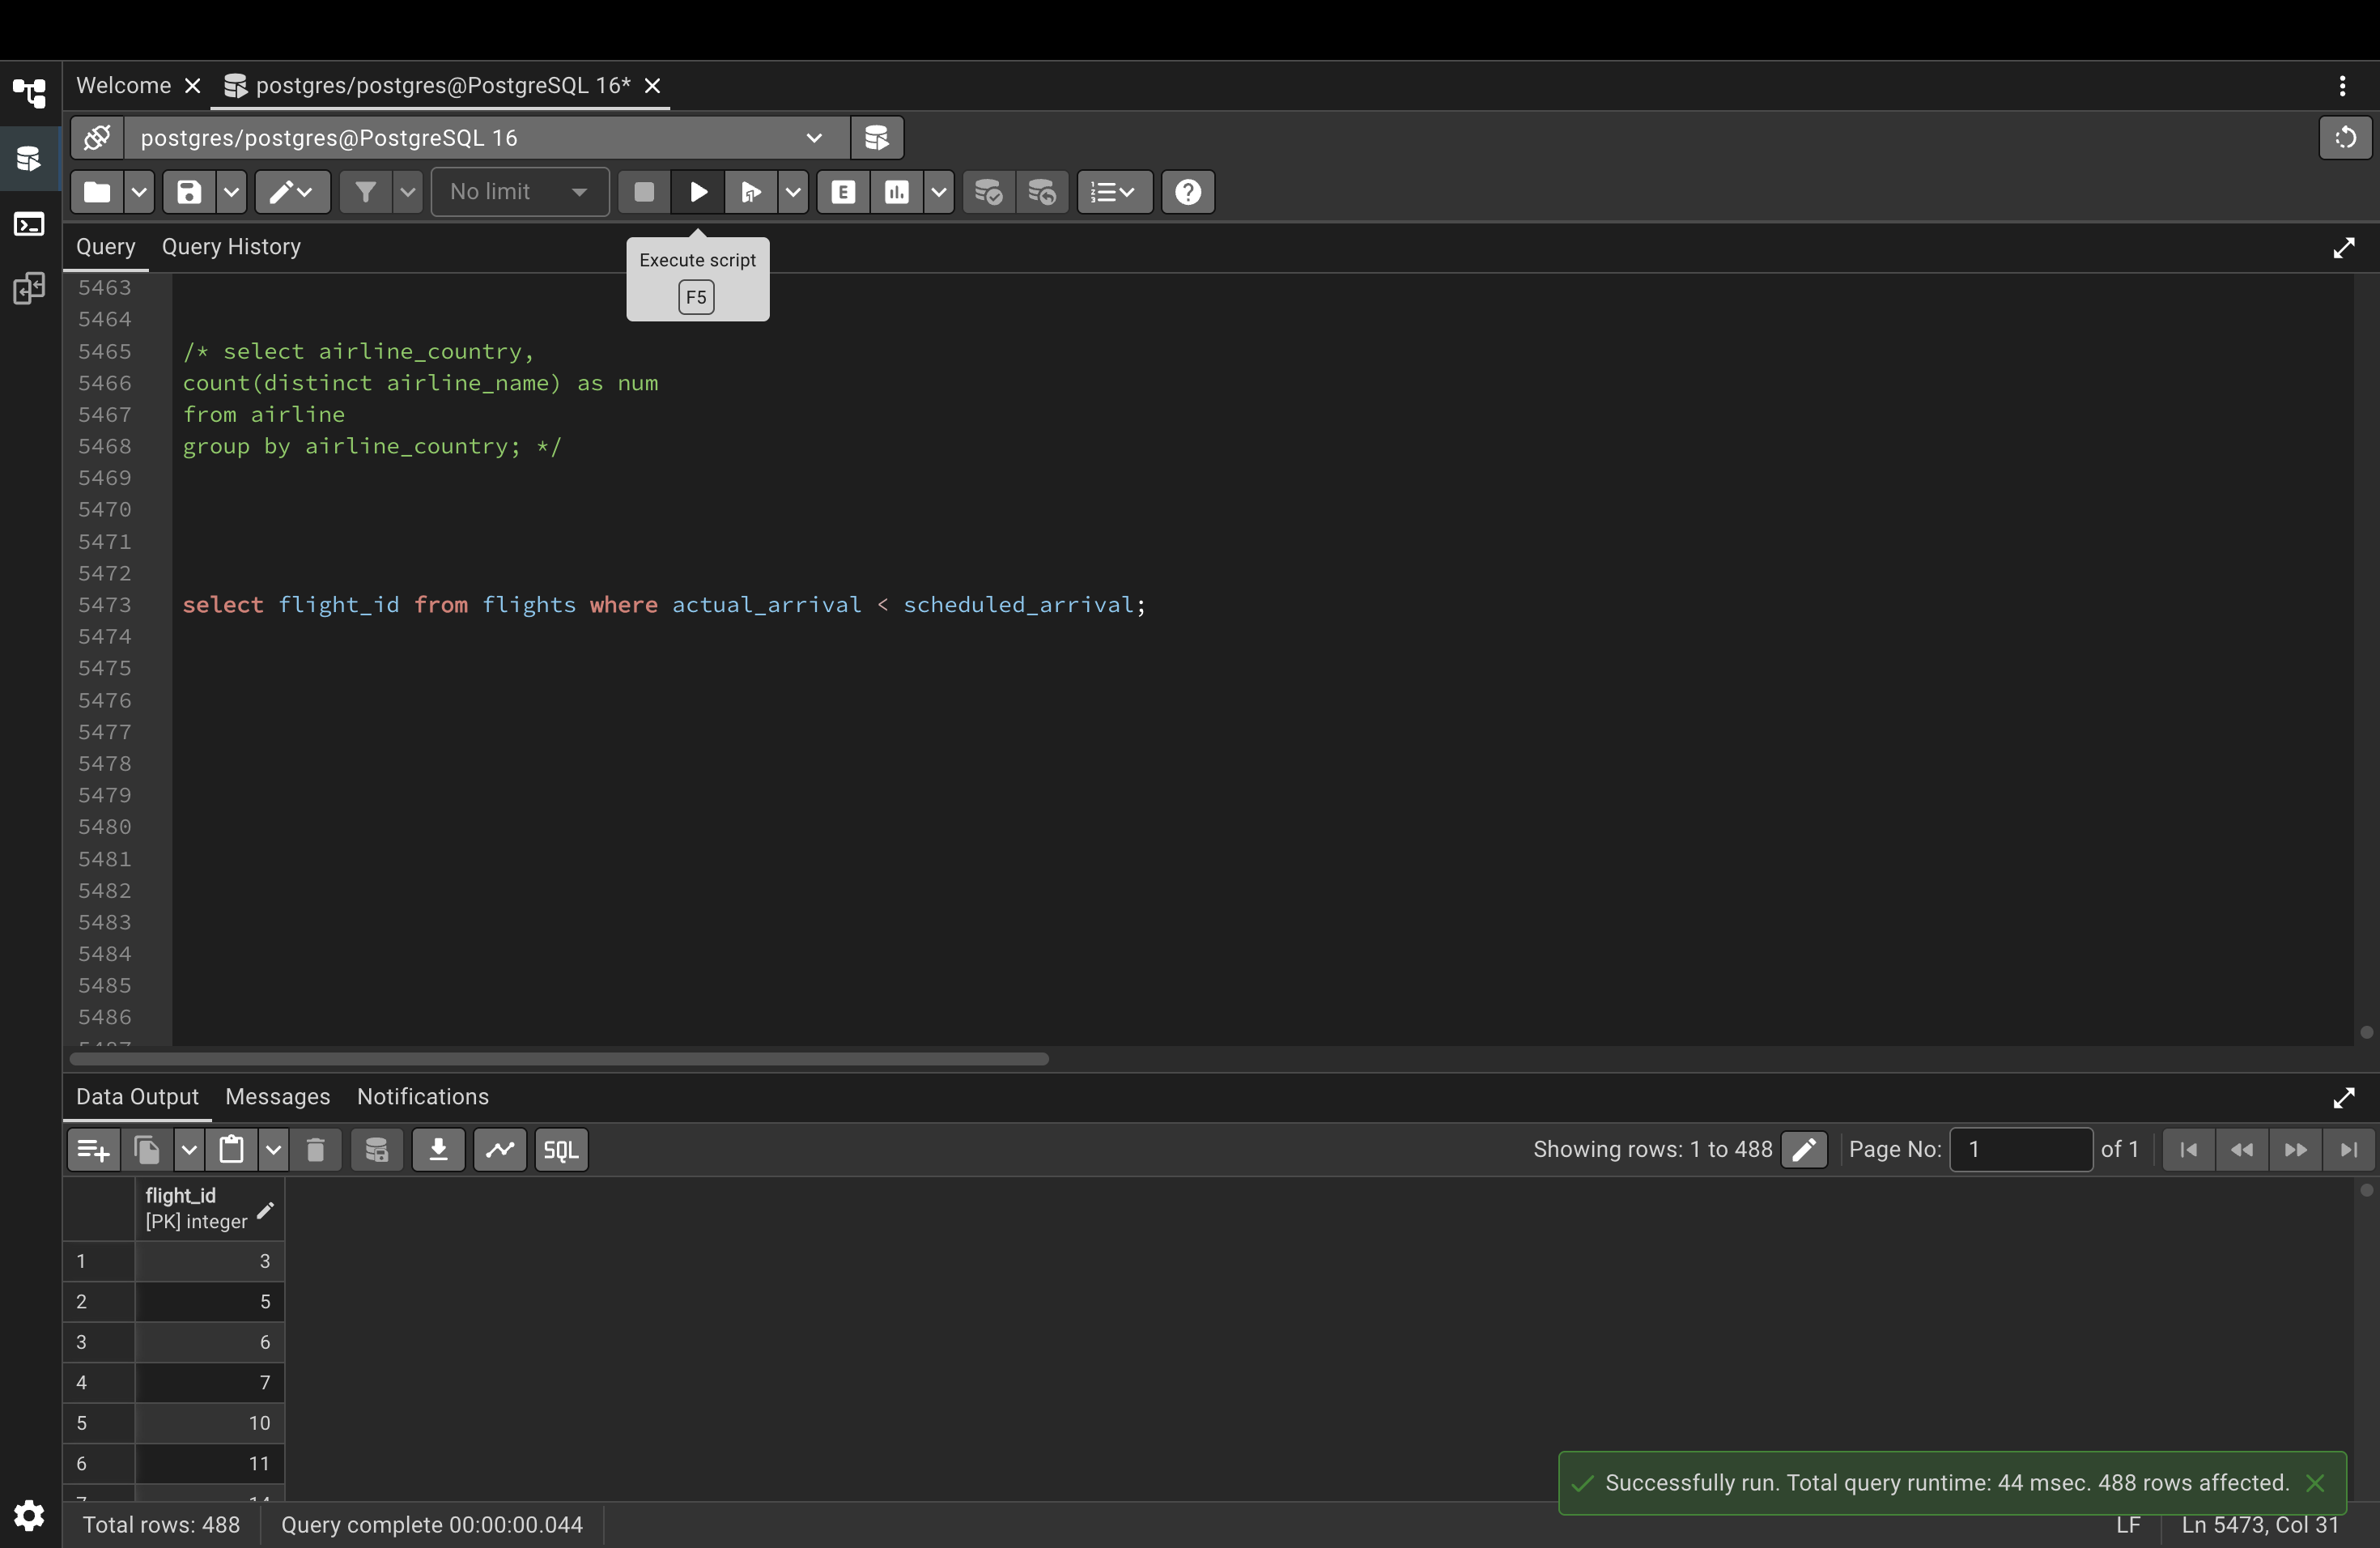 Welcome postgres/postgres@PostgreSQL 16*
postgres/postgres@PostgreSQL 16
No limit
E
Query Query History
Execute script
F5
5463
5464
5465 /* select airline_country,
5466 count(distinct airline_name) as num
5467 from airline
5468 group by airline_country; */
5469
5470
5471
5472
5473 select flight_id from flights where actual_arrival < scheduled_arrival;
5474
5475
5476
5477
5478
5479
5480
5481
5482
5483
5484
5485
5486
Data Output Messages Notifications
SQL Showing rows: 1 to 488 Page No: 1 of 1
flight_id
[PK] integer
1 3
2 5
3 6
4 7
5 10
6 11
Successfully run. Total query runtime: 44 msec. 488 rows affected.
Total rows: 488 Query complete 00:00:00.044 LF Ln 5473, Col 31